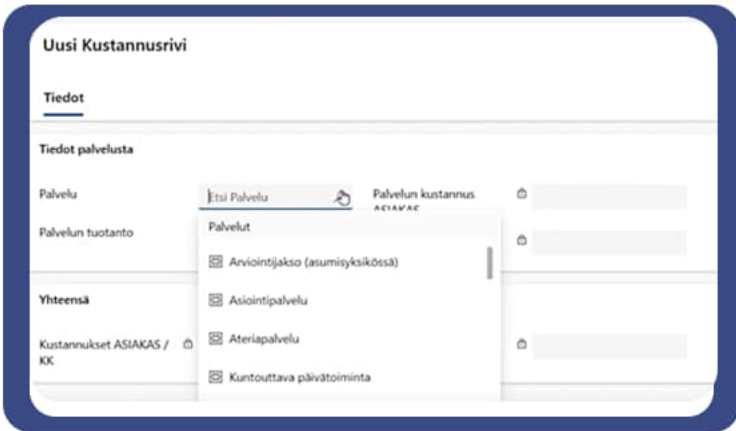 Uusi Kustannusrivi
Tiedot
Tiedot palvelusta
Palvelu
Etsi Palvelu
Palvelun kustannus
ASIAKAS
Palvelun tuotanto
Palvelut
Arviointijakso (asumisyksikössä)
Asiointipalvelu
Ateriapalvelu
Kuntouttava päivätoiminta
Yhteensä
Kustannukset ASIAKAS /
KK